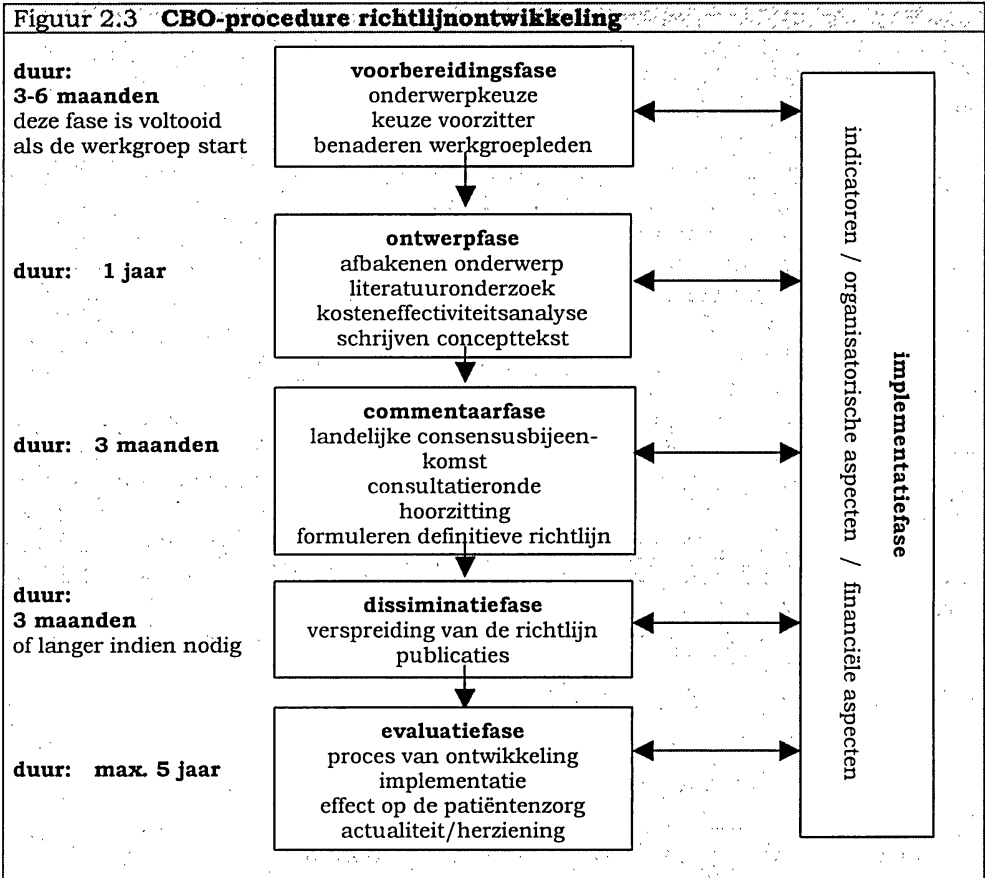 Figuur 2.3 CBO-procedure richtlijnontwikkeling
duur:
3-6 maanden
deze fase is voltooid
als de werkgroep start
voorbereidingsfase
onderwerpkeuze
keuze voorzitter
benaderen werkgroepleden
duur: 1 jaar
ontwerpfase
afbakenen onderwerp
literatuuronderzoek
kosteneffectiviteitsanalyse
schrijven concepttekst
duur: 3 maanden
commentaarfase
landelijke consensusbijeen-
komst
consultatieronde
hoorzitting
formuleren definitieve richtlijn
duur:
3 maanden
of langer indien nodig
dissiminatiefase
verspreiding van de richtlijn
publicaties
duur: max. 5 jaar
evaluatiefase
proces van ontwikkeling
implementatie
effect op de patiëntenzorg
actualiteit/herziening
implementatiefase
indicatoren / organisatorische aspecten / financiële aspecten